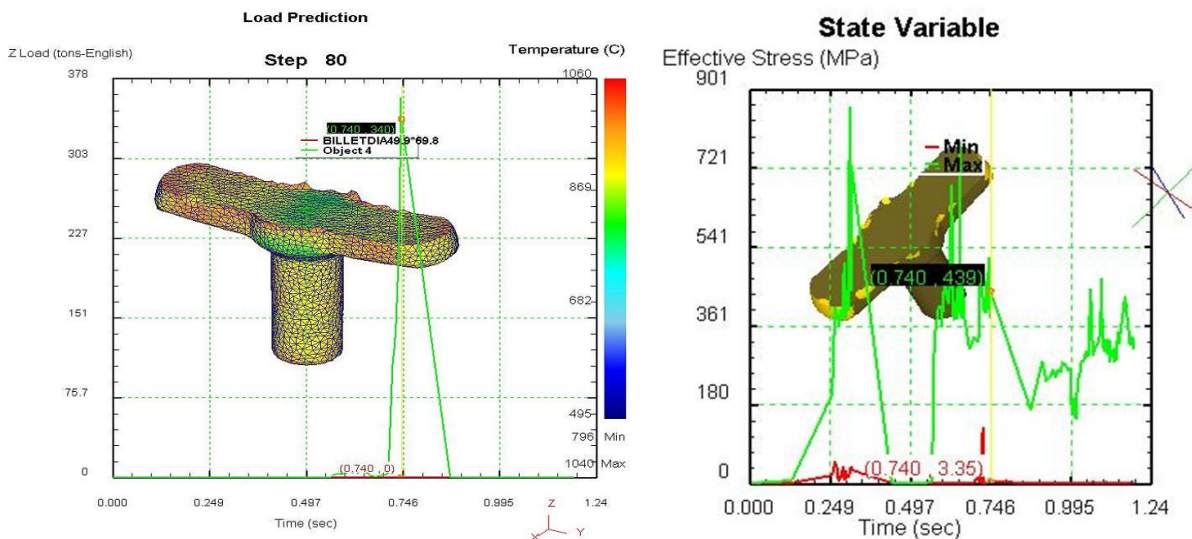 Load Prediction
Z Load (tons-English)
Step 80
Temperature (C)
378
1060
(0.740 , 340)
BILLETDIA49.9*69.8
Object 4
303
869
227
682
151
75.7
495
796 Min
0
(0.740 , 0)
1040 Max
0.000
0.249
0.497
0.746
0.995
1.24
Time (sec)
Z
X
Y
State Variable
Effective Stress (MPa)
901
Min
Max
721
541
(0.740 , 439)
361
180
(0.740 , 3.35)
0
0.000
0.249
0.497
0.746
0.995
1.24
Time (sec)